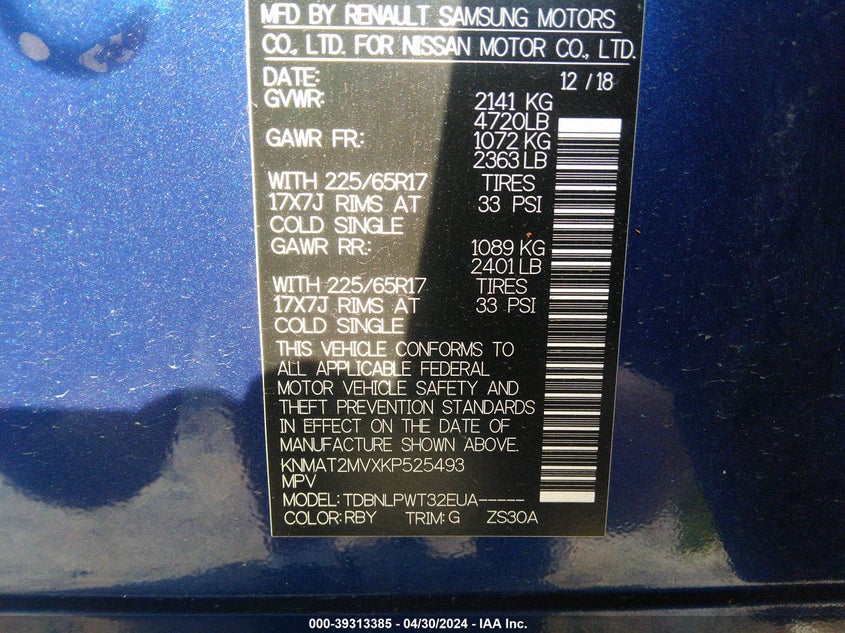 MFD BY RENAULT SAMSUNG MOTORS
CO., LTD. FOR NISSAN MOTOR CO., LTD.
DATE: 12 / 18
GVWR: 2141 KG
4720LB
GAWR FR.: 1072 KG
2363 LB
WITH 225/65R17 TIRES
17X7J RIMS AT 33 PSI
COLD SINGLE
GAWR RR.: 1089 KG
2401 LB
WITH 225/65R17 TIRES
17X7J RIMS AT 33 PSI
COLD SINGLE
THIS VEHICLE CONFORMS TO
ALL APPLICABLE FEDERAL
MOTOR VEHICLE SAFETY AND
THEFT PREVENTION STANDARDS
IN EFFECT ON THE DATE OF
MANUFACTURE SHOWN ABOVE.
KNMAT2MVXKP525493
MPV
MODEL: TDBNLPWT32EUA-----
COLOR: RBY TRIM: G ZS30A
000-39313385 - 04/30/2024 - IAA Inc.